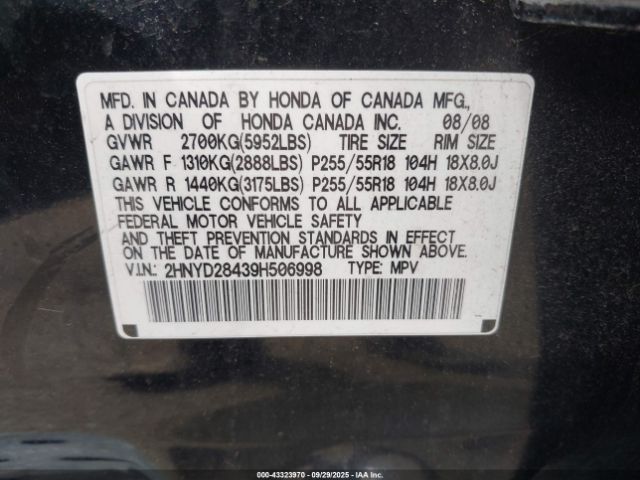 MFD. IN CANADA BY HONDA OF CANADA MFG.,
A DIVISION OF HONDA CANADA INC. 08/08
GVWR 2700KG(5952LBS) TIRE SIZE RIM SIZE
GAWR F 1310KG(2888LBS) P255/55R18 104H 18X8.0J
GAWR R 1440KG(3175LBS) P255/55R18 104H 18X8.0J
THIS VEHICLE CONFORMS TO ALL APPLICABLE
FEDERAL MOTOR VEHICLE SAFETY
AND THEFT PREVENTION STANDARDS IN EFFECT
ON THE DATE OF MANUFACTURE SHOWN ABOVE.
V.I.N.: 2HNYD28439H506998 TYPE: MPV
000-43323970 - 09/29/2025 - IAA Inc.